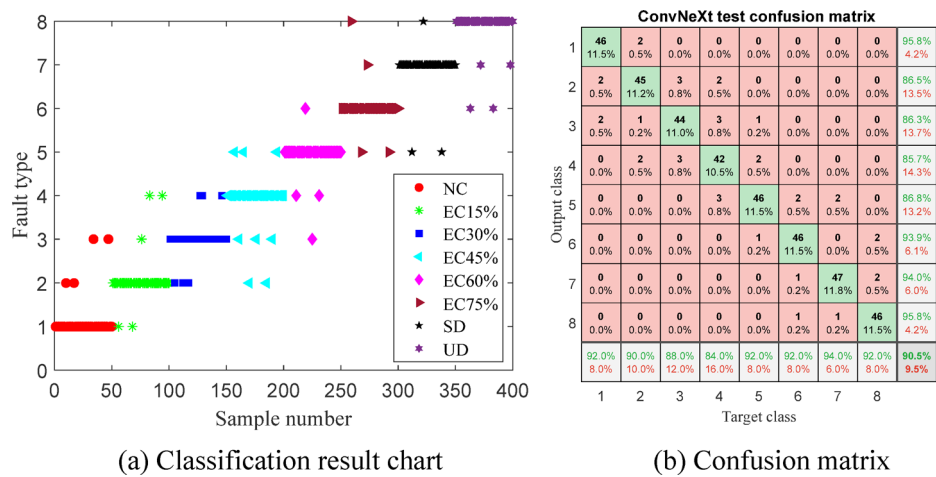 8
7
6
5
4
3
2
1
0
Fault type
NC
EC15%
EC30%
EC45%
EC60%
EC75%
SD
UD
0 50 100 150 200 250 300 350 400
Sample number
(a) Classification result chart
ConvNeXt test confusion matrix
1 46 2 0 0 0 0 0 0 95.8%
11.5% 0.5% 0.0% 0.0% 0.0% 0.0% 0.0% 0.0% 4.2%
2 2 45 3 2 0 0 0 0 86.5%
0.5% 11.2% 0.8% 0.5% 0.0% 0.0% 0.0% 0.0% 13.5%
3 2 1 44 3 1 0 0 0 86.3%
0.5% 0.2% 11.0% 0.8% 0.2% 0.0% 0.0% 0.0% 13.7%
4 0 2 3 42 2 0 0 0 85.7%
0.0% 0.5% 0.8% 10.5% 0.5% 0.0% 0.0% 0.0% 14.3%
5 0 0 0 3 46 2 2 0 86.8%
0.0% 0.0% 0.0% 0.8% 11.5% 0.5% 0.5% 0.0% 13.2%
6 0 0 0 0 1 46 0 2 93.9%
0.0% 0.0% 0.0% 0.0% 0.2% 11.5% 0.0% 0.5% 6.1%
7 0 0 0 0 0 1 47 2 94.0%
0.0% 0.0% 0.0% 0.0% 0.0% 0.2% 11.8% 0.5% 6.0%
8 0 0 0 0 0 1 1 46 95.8%
0.0% 0.0% 0.0% 0.0% 0.0% 0.2% 0.2% 11.5% 4.2%
92.0% 90.0% 88.0% 84.0% 92.0% 92.0% 94.0% 92.0% 90.5%
8.0% 10.0% 12.0% 16.0% 8.0% 8.0% 6.0% 8.0% 9.5%
1 2 3 4 5 6 7 8
Output class
Target class
(b) Confusion matrix